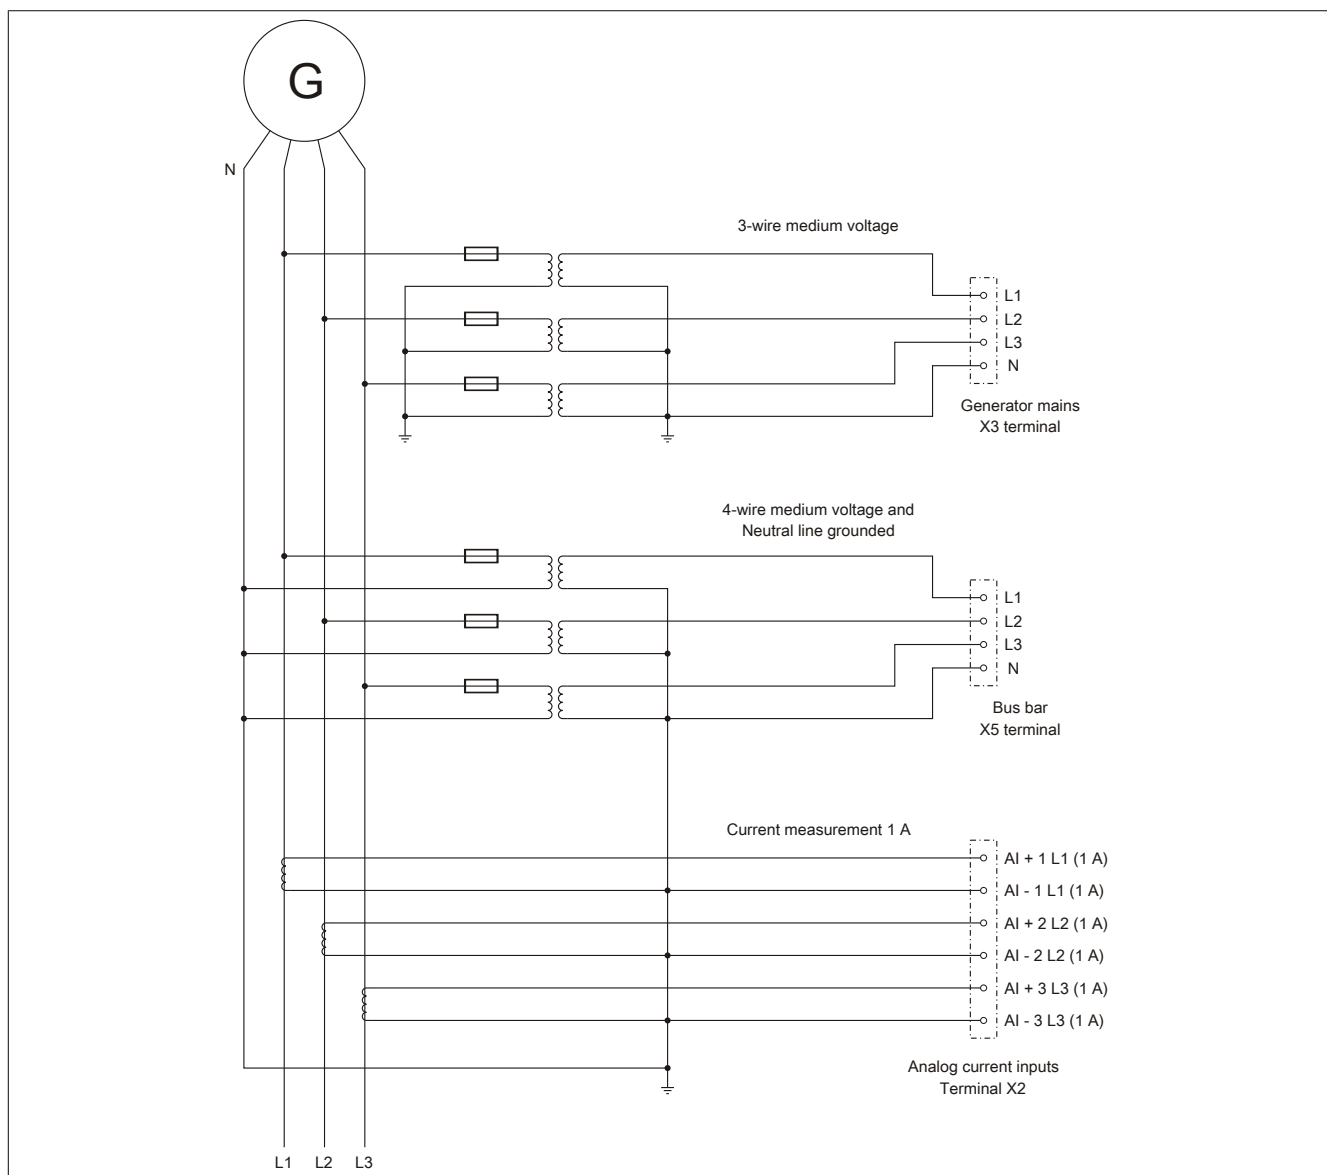 G
N
3-wire medium voltage
L1
L2
L3
N
Generator mains
X3 terminal
4-wire medium voltage and
Neutral line grounded
L1
L2
L3
N
Bus bar
X5 terminal
Current measurement 1 A
AI + 1 L1 (1 A)
AI - 1 L1 (1 A)
AI + 2 L2 (1 A)
AI - 2 L2 (1 A)
AI + 3 L3 (1 A)
AI - 3 L3 (1 A)
Analog current inputs
Terminal X2
L1 L2 L3